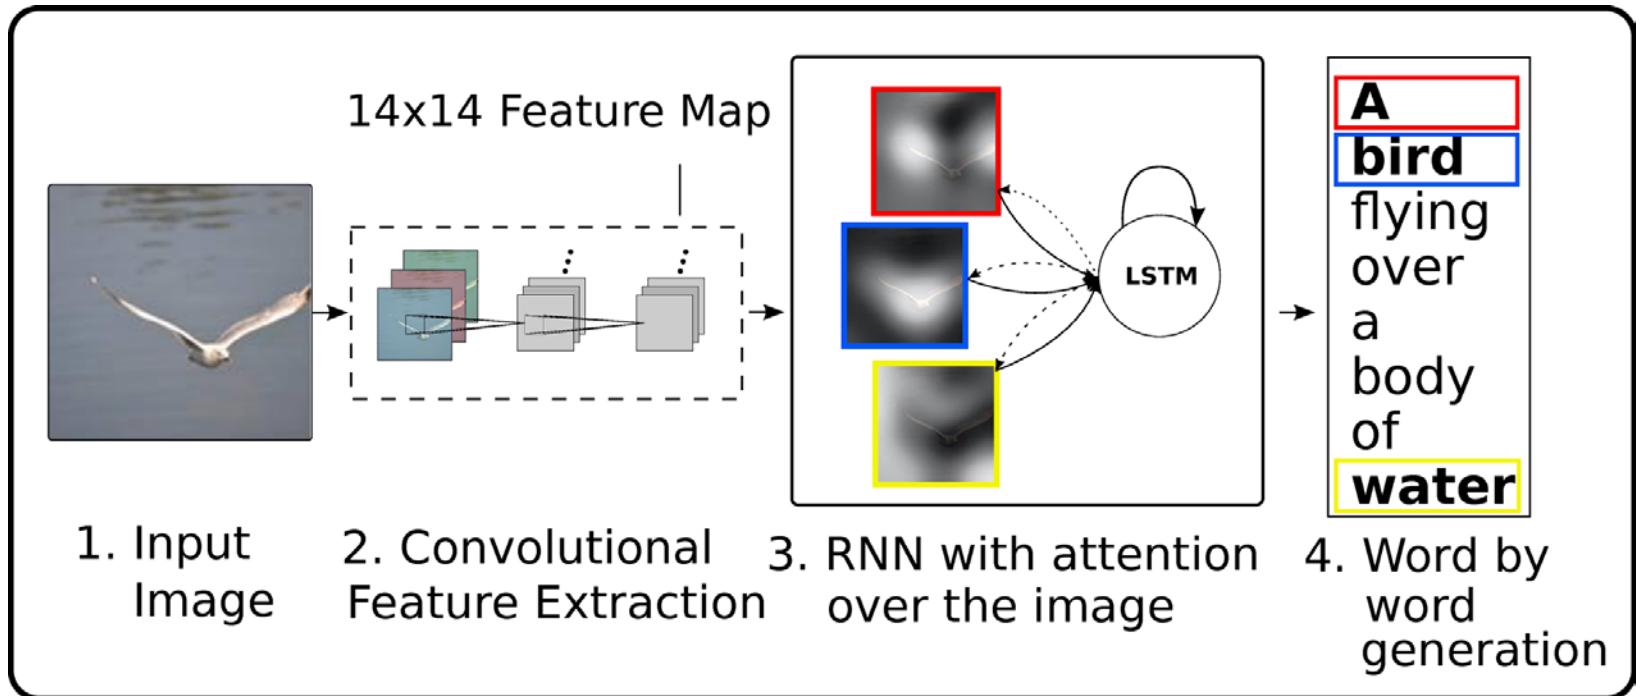 14x14 Feature Map
LSTM
A
bird
flying
over
a
body
of
water
1. Input
Image
2. Convolutional
Feature Extraction
3. RNN with attention
over the image
4. Word by
word
generation